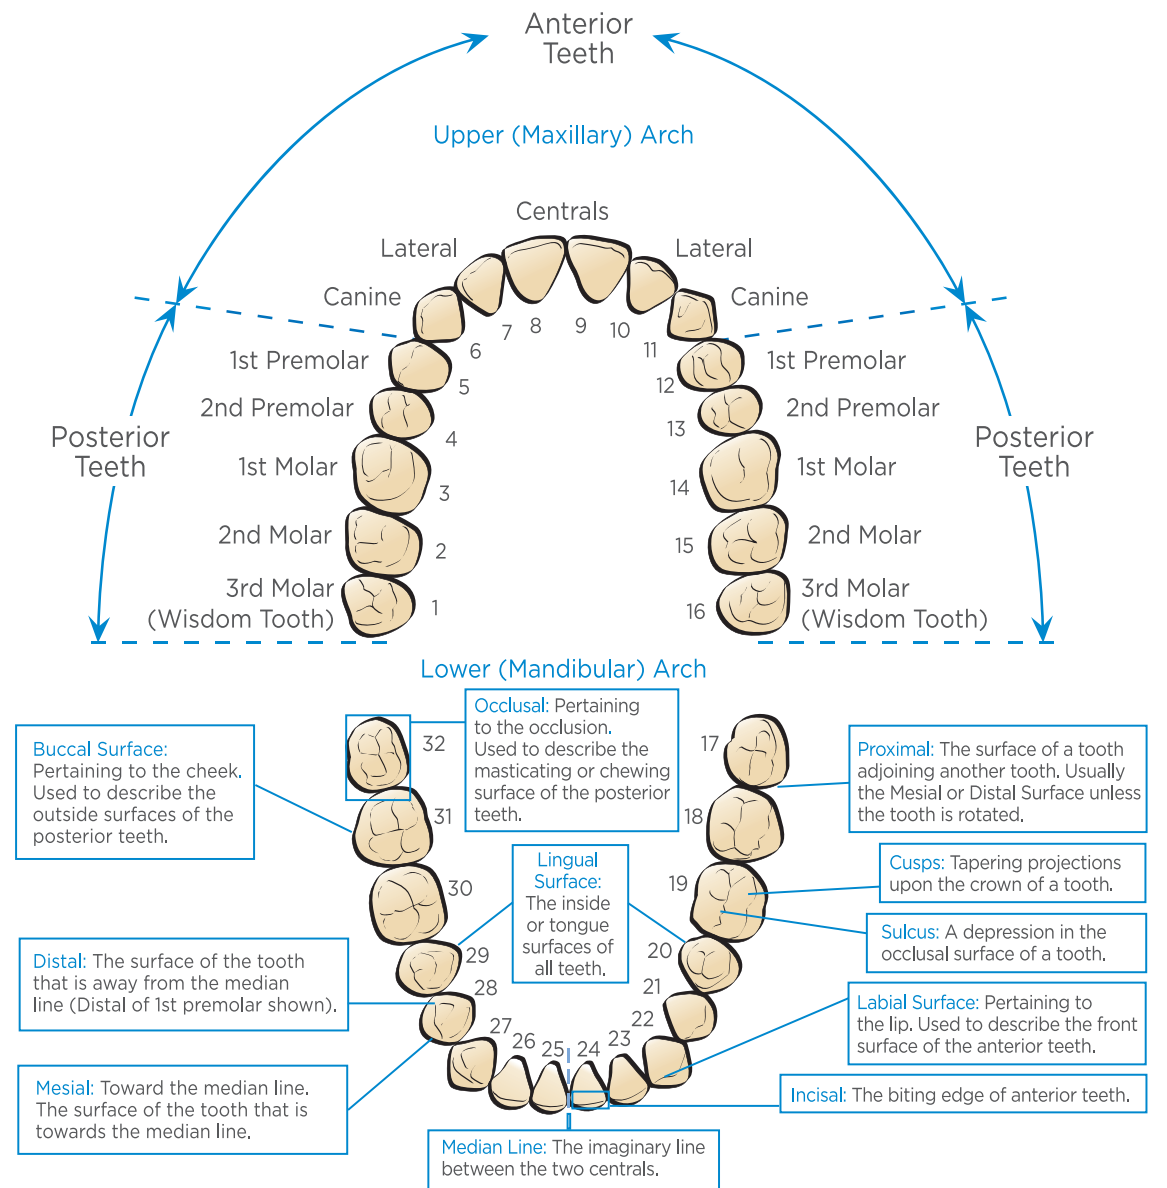 Anterior
Teeth
Upper (Maxillary) Arch
Centrals
Lateral
Lateral
Canine
Canine
7
8
9
10
6
11
1st Premolar
1st Premolar
5
12
2nd Premolar
2nd Premolar
4
13
Posterior
Teeth
Posterior
Teeth
1st Molar
1st Molar
3
14
2nd Molar
2nd Molar
2
15
3rd Molar
(Wisdom Tooth)
1
16
3rd Molar
(Wisdom Tooth)
Lower (Mandibular) Arch
Buccal Surface:
Pertaining to the cheek.
Used to describe the
outside surfaces of the
posterior teeth.
Occlusal: Pertaining
to the occlusion.
Used to describe the
masticating or chewing
surface of the posterior
teeth.
Proximal: The surface of a tooth
adjoining another tooth. Usually
the Mesial or Distal Surface unless
the tooth is rotated.
32
17
31
18
30
19
29
20
28
21
27
22
26
25
24
23
Lingual
Surface:
The inside
or tongue
surfaces of
all teeth.
Cusps: Tapering projections
upon the crown of a tooth.
Sulcus: A depression in the
occlusal surface of a tooth.
Distal: The surface of the tooth
that is away from the median
line (Distal of 1st premolar shown).
Labial Surface: Pertaining to
the lip. Used to describe the front
surface of the anterior teeth.
Mesial: Toward the median line.
The surface of the tooth that is
towards the median line.
Incisal: The biting edge of anterior teeth.
Median Line: The imaginary line
between the two centrals.